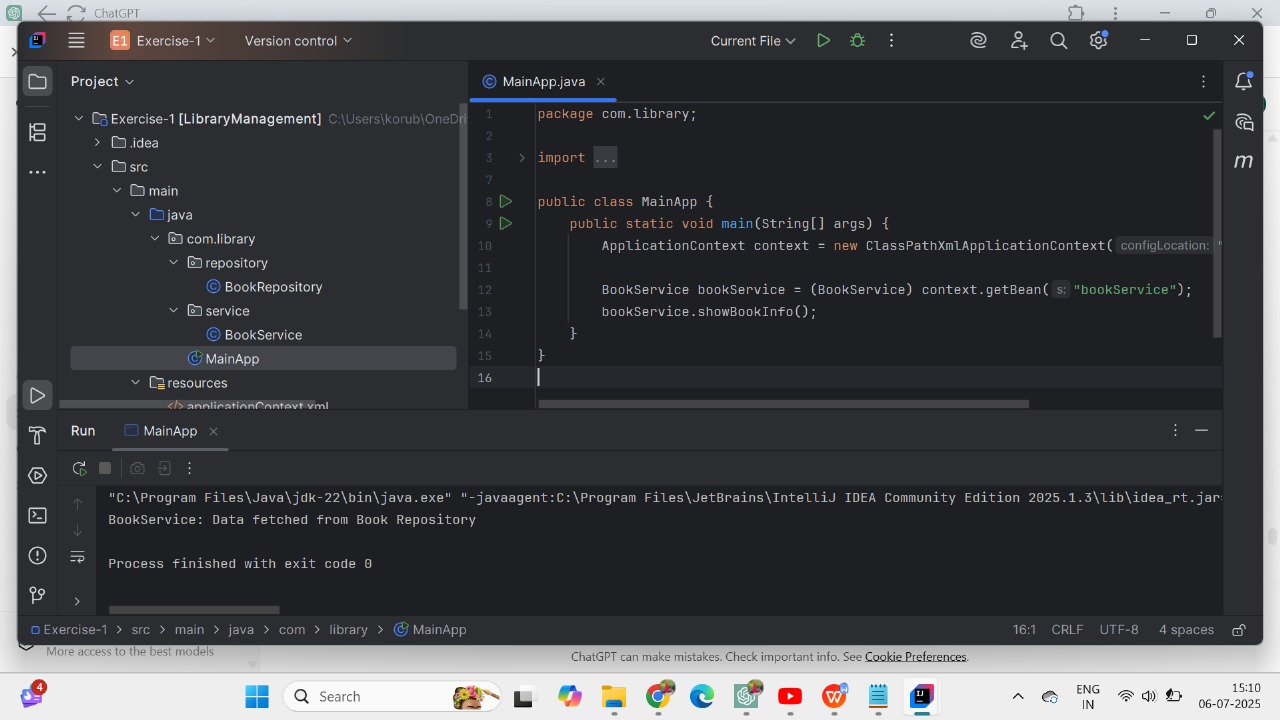 ChatGPT
E1 Exercise-1
Version control
Current File
Project
MainApp.java
Exercise-1 [LibraryManagement] C:\Users\korub\OneDri
.idea
src
main
java
com.library
repository
BookRepository
service
BookService
MainApp
resources
applicationContext.xml
1 package com.library;
2
3 import ...
7
8 public class MainApp {
9 public static void main(String[] args) {
10 ApplicationContext context = new ClassPathXmlApplicationContext( configLocation: "
11
12 BookService bookService = (BookService) context.getBean( s: "bookService");
13 bookService.showBookInfo();
14 }
15 }
16
m
Run MainApp
"C:\Program Files\Java\jdk-22\bin\java.exe" "-javaagent:C:\Program Files\JetBrains\IntelliJ IDEA Community Edition 2025.1.3\lib\idea_rt.jar=
BookService: Data fetched from Book Repository
Process finished with exit code 0
Exercise-1 > src > main > java > com > library > MainApp
16:1 CRLF UTF-8 4 spaces
More access to the best models
ChatGPT can make mistakes. Check important info. See Cookie Preferences.
4
Search
ENG
IN
15:10
06-07-2025